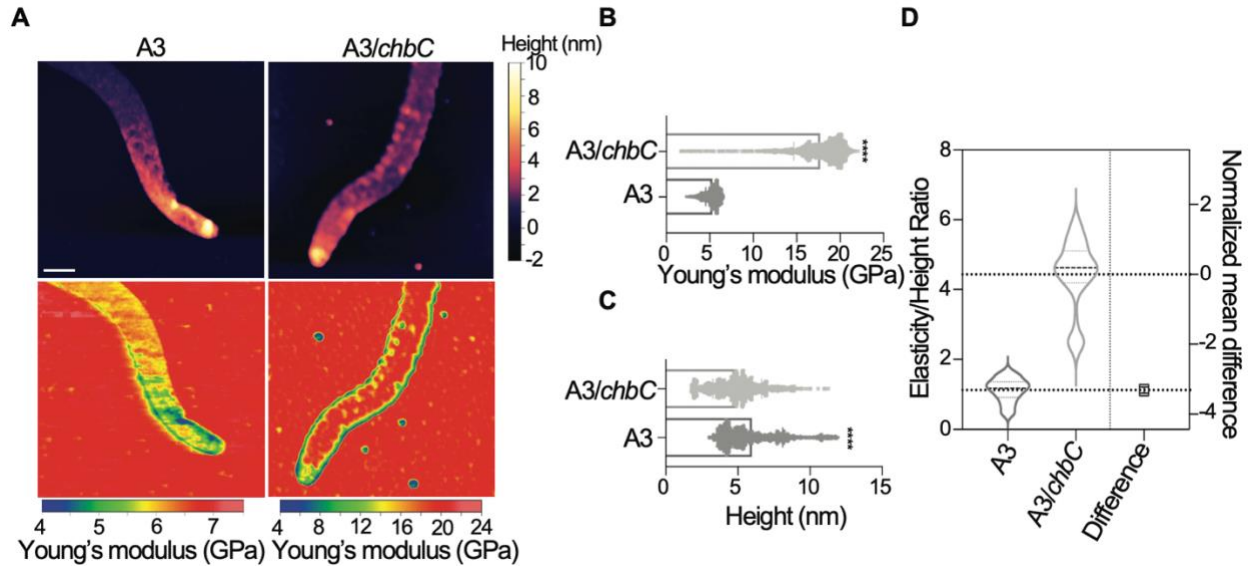 A
A3
A3/chbC
Height (nm)
10
8
6
4
2
0
-2
4 5 6 7
Young's modulus (GPa)
4 8 12 16 20 24
Young's modulus (GPa)
B
A3/chbC
****
A3
0 5 10 15 20 25
Young's modulus (GPa)
C
A3/chbC
A3
****
0 5 10 15
Height (nm)
D
Elasticity/Height Ratio
8
6
4
2
0
A3
A3/chbC
Difference
2
0
-2
-4
Normalized mean difference